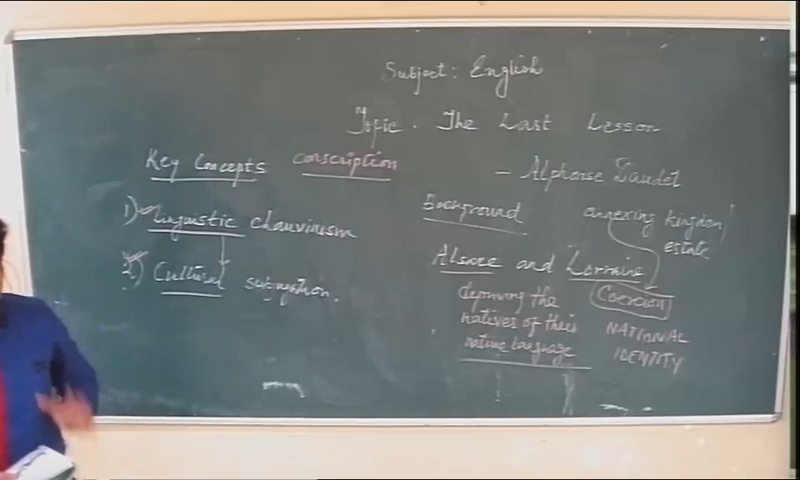 Subject: English
Topic. The Last Lesson
- Alphonse Daudet
Key Concepts conscription
1) Linguistic chauvinism
2) Cultural subjugation.
Background
annexing kingdom/
estate
Alsace and Lorraine
Coercion
depriving the
natives of their
native language
NATIONAL
IDENTITY